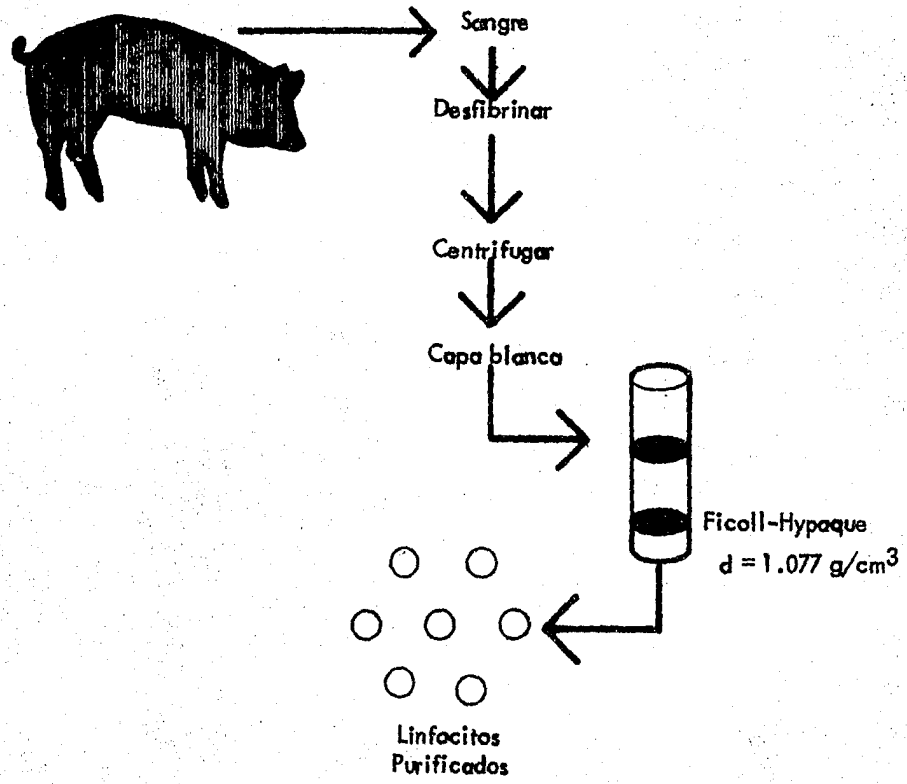 Sangre
Desfibrinar
Centrifugar
Capa blanca
Ficoll-Hypaque
d = 1.077 g/cm³
Linfocitos
Purificados